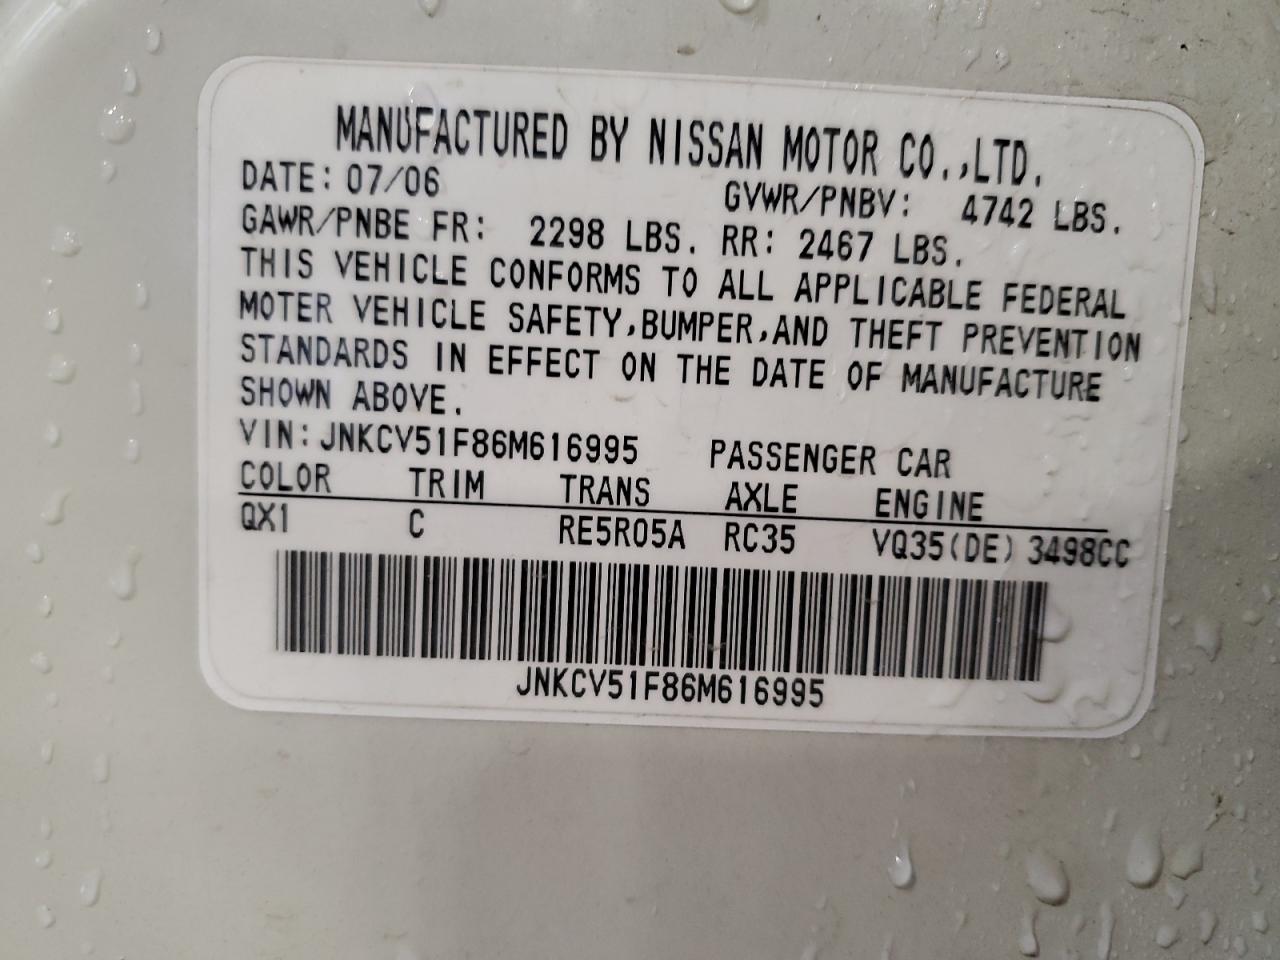 MANUFACTURED BY NISSAN MOTOR CO.,LTD.
DATE: 07/06 GVWR/PNBV: 4742 LBS.
GAWR/PNBE FR: 2298 LBS. RR: 2467 LBS.
THIS VEHICLE CONFORMS TO ALL APPLICABLE FEDERAL
MOTER VEHICLE SAFETY,BUMPER,AND THEFT PREVENTION
STANDARDS IN EFFECT ON THE DATE OF MANUFACTURE
SHOWN ABOVE.
VIN: JNKCV51F86M616995 PASSENGER CAR
COLOR TRIM TRANS AXLE ENGINE
QX1 C RE5R05A RC35 VQ35(DE) 3498CC
JNKCV51F86M616995